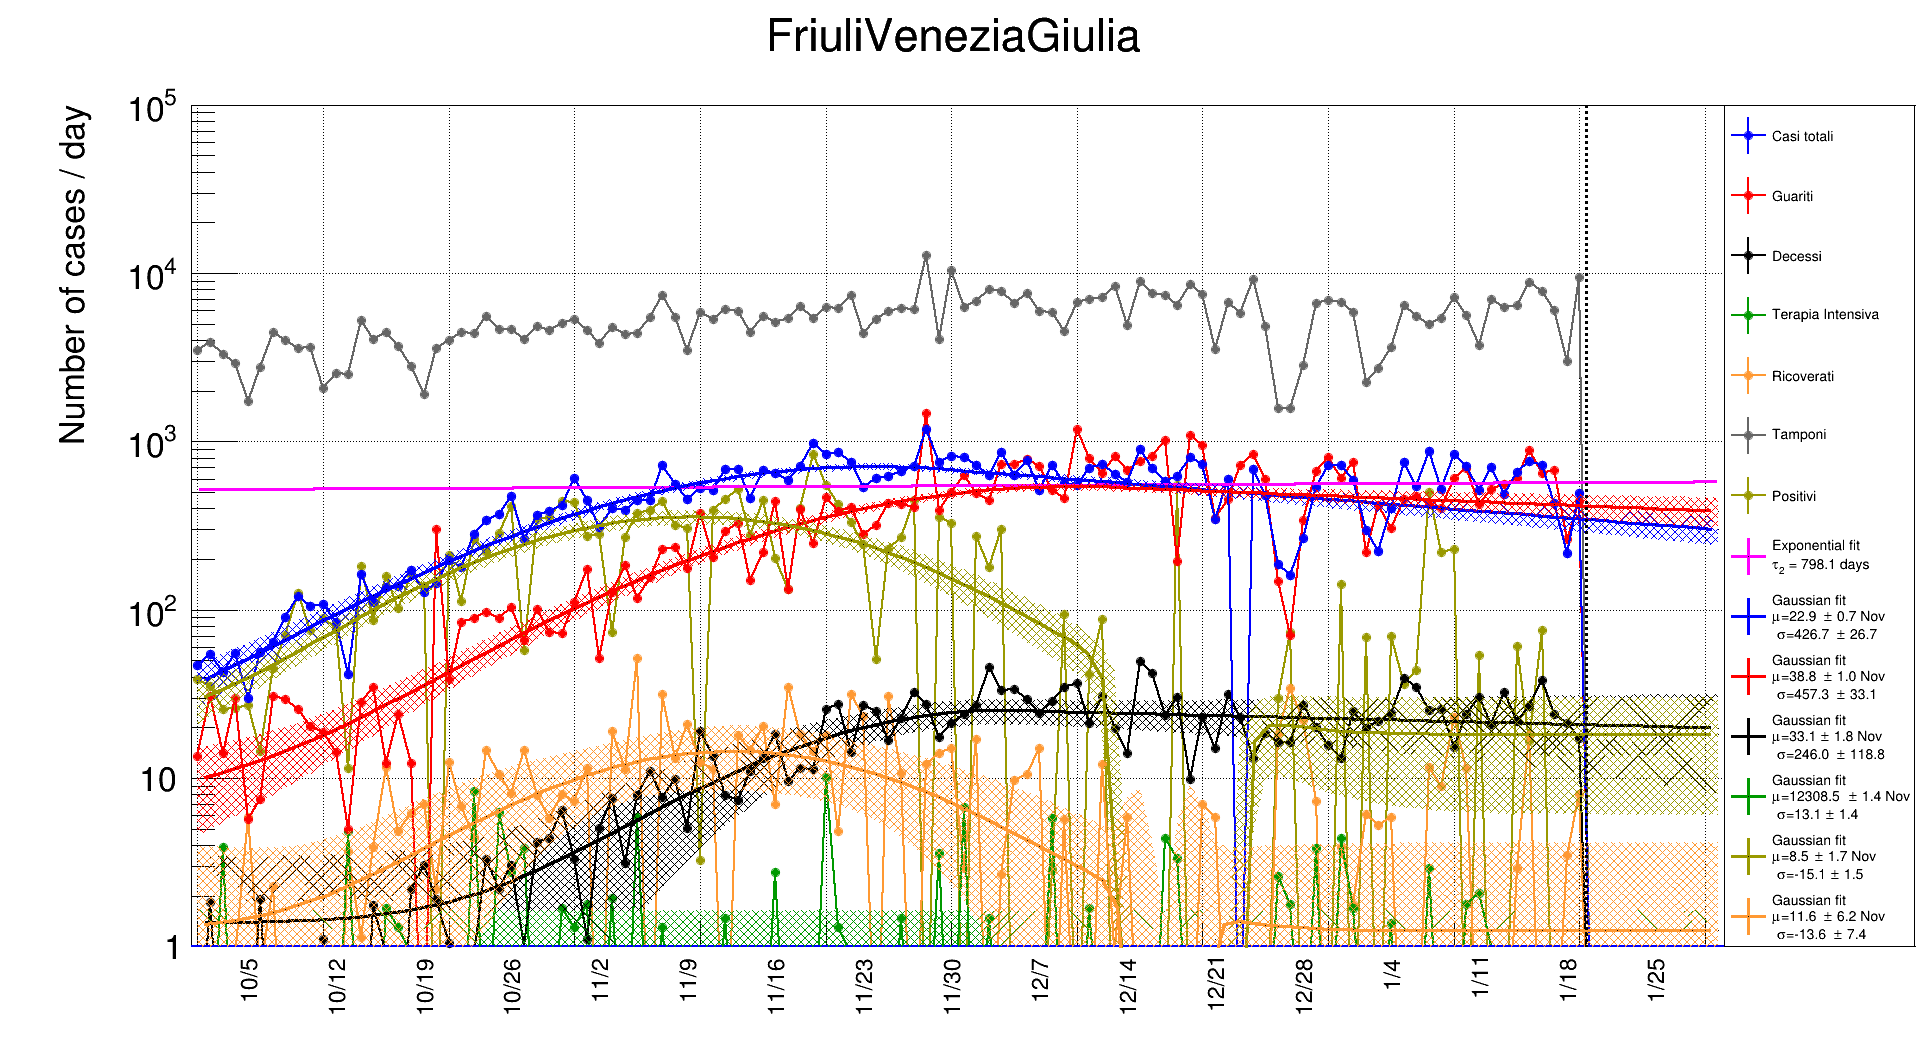 FriuliVeneziaGiulia
Number of cases / day
10^5
10^4
10^3
10^2
10
1
10/5
10/12
10/19
10/26
11/2
11/9
11/16
11/23
11/30
12/7
12/14
12/21
12/28
1/4
1/11
1/18
1/25
Casi totali
Guariti
Decessi
Terapia Intensiva
Ricoverati
Tamponi
Positivi
Exponential fit
τ₂ = 798.1 days
Gaussian fit
μ=22.9 ± 0.7 Nov
σ=426.7 ± 26.7
Gaussian fit
μ=38.8 ± 1.0 Nov
σ=457.3 ± 33.1
Gaussian fit
μ=33.1 ± 1.8 Nov
σ=246.0 ± 118.8
Gaussian fit
μ=12308.5 ± 1.4 Nov
σ=13.1 ± 1.4
Gaussian fit
μ=8.5 ± 1.7 Nov
σ=-15.1 ± 1.5
Gaussian fit
μ=11.6 ± 6.2 Nov
σ=-13.6 ± 7.4